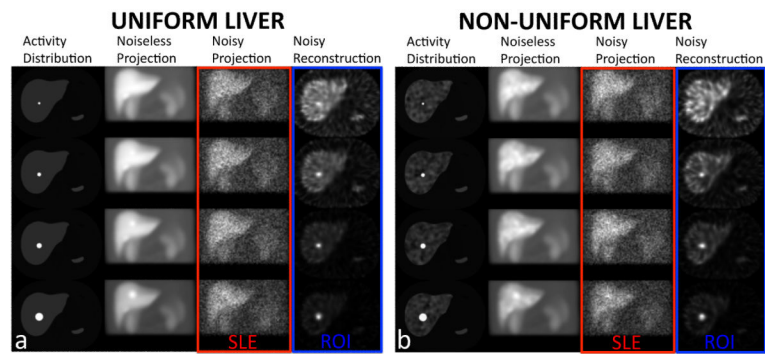 UNIFORM LIVER
Activity Distribution
Noiseless Projection
Noisy Projection
Noisy Reconstruction
a
SLE
ROI
NON-UNIFORM LIVER
Activity Distribution
Noiseless Projection
Noisy Projection
Noisy Reconstruction
b
SLE
ROI